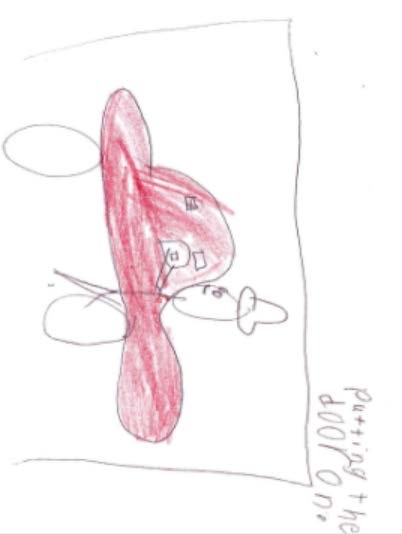 putting the
door on.